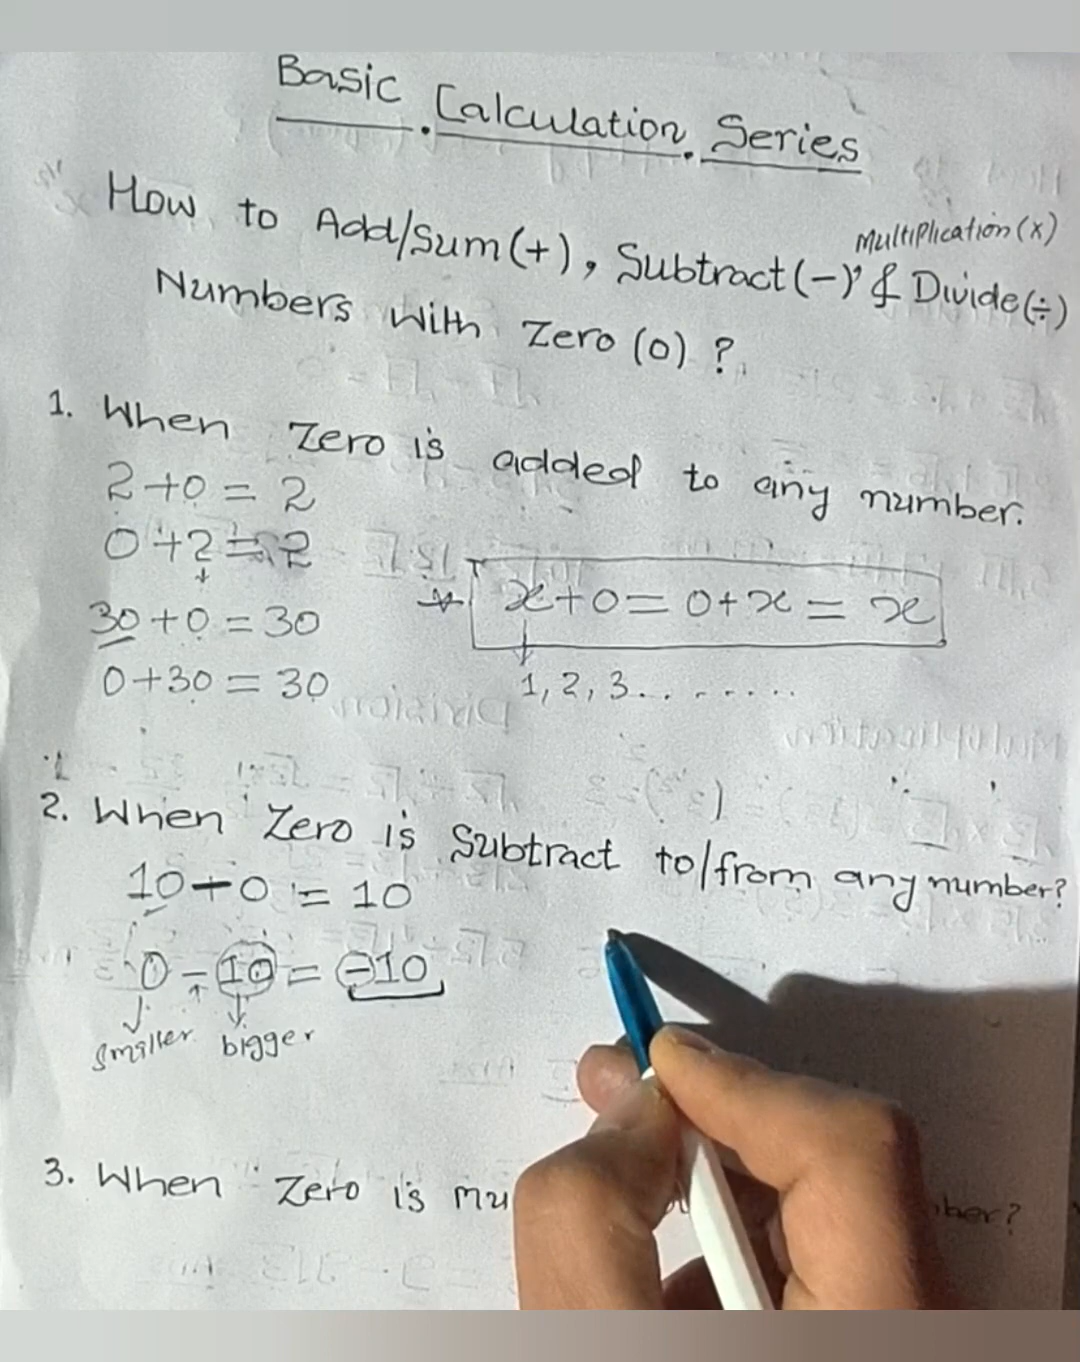 Basic Calculation Series
How to Add/Sum (+), Subtract (-), Multiplication (x) & Divide (÷)
Numbers with Zero (0) ?
1. When Zero is added to any number.
2+0 = 2
0+2 = 2
30+0 = 30
0+30 = 30
x+0 = 0+x = x
1, 2, 3........
2. When Zero is Subtract to/from any number?
10-0 = 10
0-10 = -10
smaller bigger
3. When Zero is mu ber?